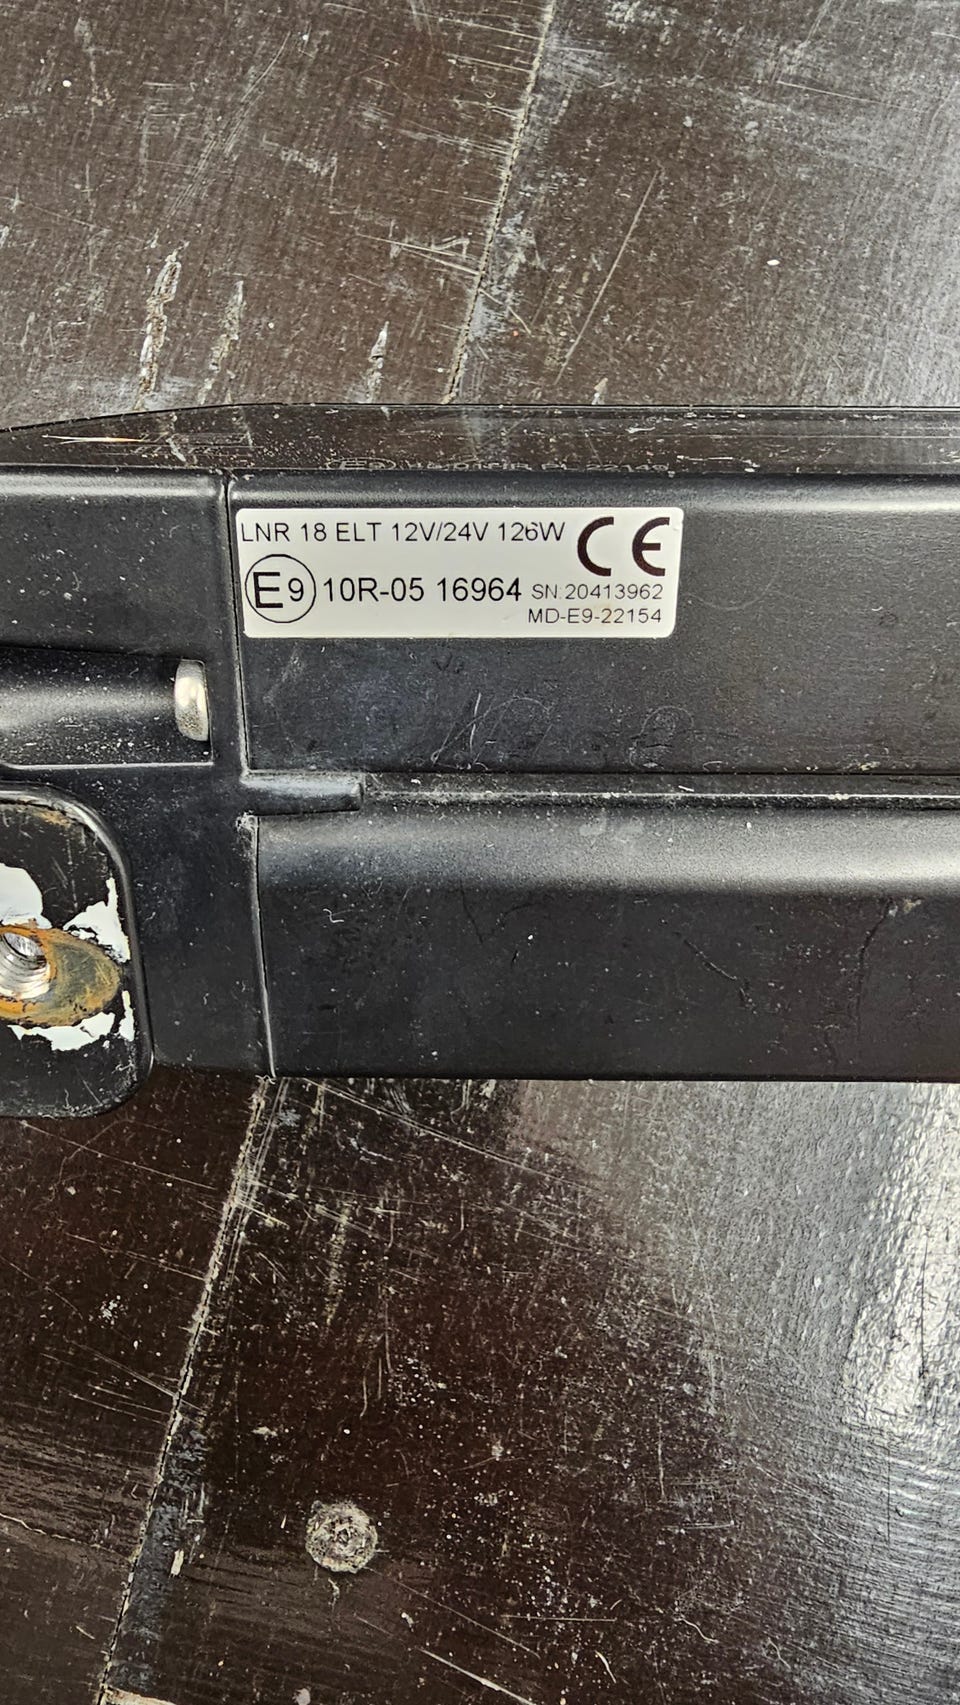 LNR 18 ELT 12V/24V 126W CE
E9 10R-05 16964 SN:20413962
MD-E9-22154